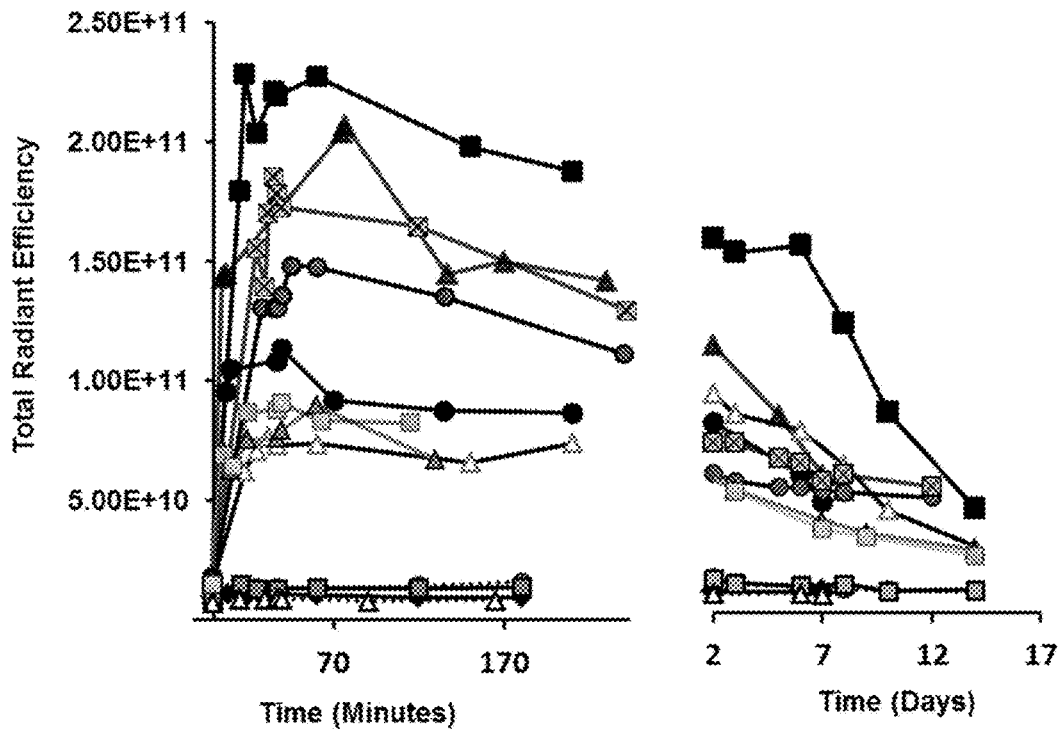 2.50E+11
2.00E+11
1.50E+11
1.00E+11
5.00E+10
Total Radiant Efficiency
70
170
Time (Minutes)
2
7
12
17
Time (Days)